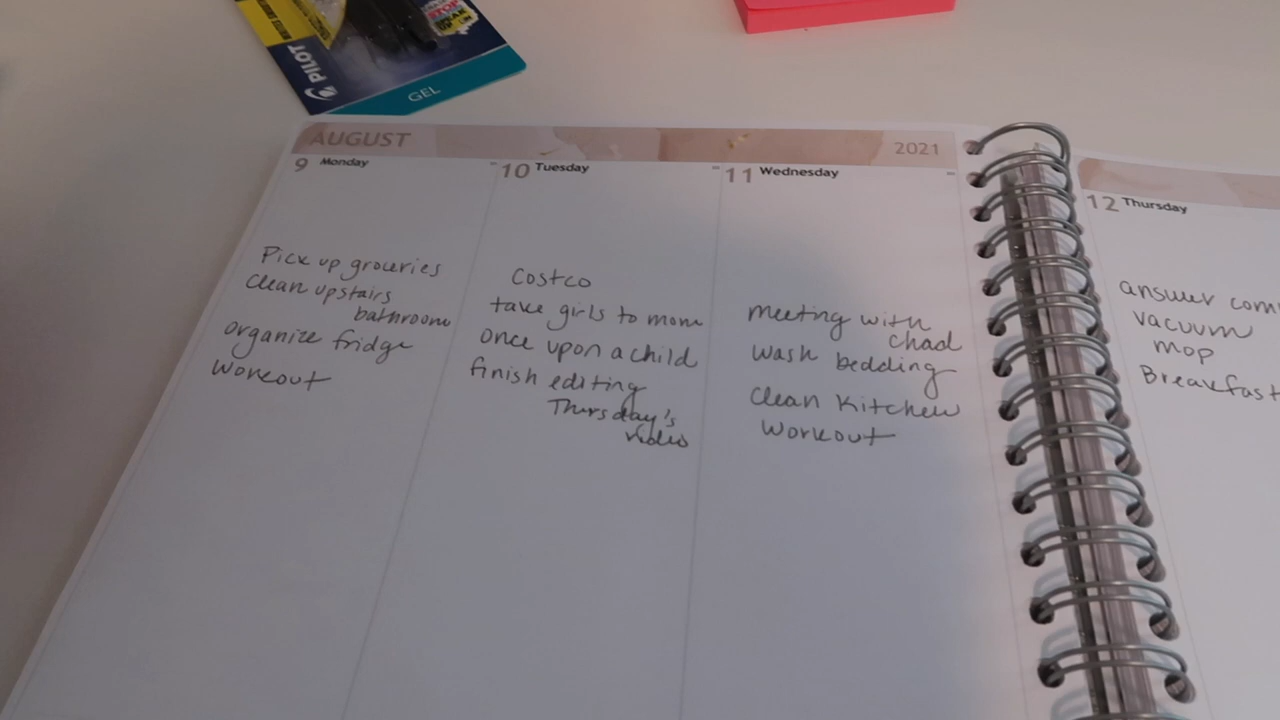 PILOT
GEL
STOP
AUGUST
2021
9 Monday
Pick up groceries
Clean upstairs
bathroom
organize fridge
Workout
10 Tuesday
Costco
take girls to mom
Once upon a child
finish editing
Thursday's
video
11 Wednesday
Meeting with
Chad
Wash bedding
Clean Kitchen
Workout
12 Thursday
answer com
Vacuum
Mop
Breakfast